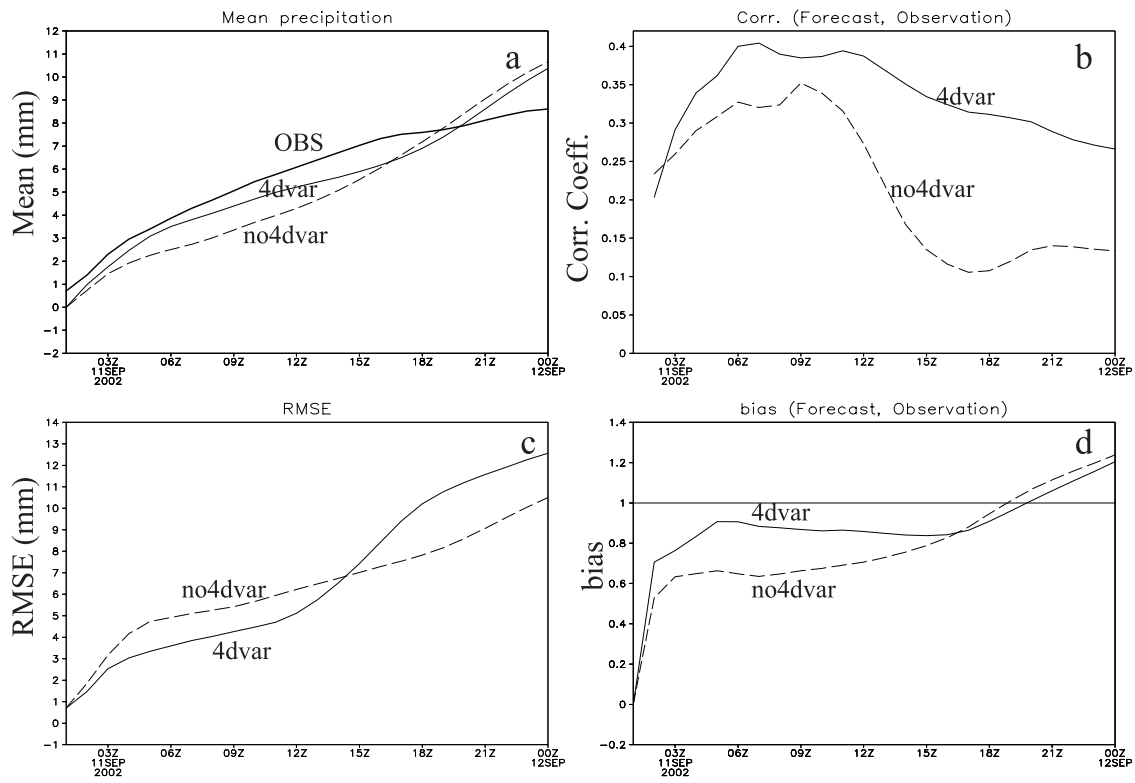 Mean precipitation
a
Mean (mm)
12
11
10
9
8
7
6
5
4
3
2
1
0
−1
−2
OBS
4dvar
no4dvar
03Z
11SEP
2002
06Z
09Z
12Z
15Z
18Z
21Z
00Z
12SEP
Corr. (Forecast, Observation)
b
Corr. Coeff.
0.4
0.35
0.3
0.25
0.2
0.15
0.1
0.05
0
4dvar
no4dvar
03Z
11SEP
2002
06Z
09Z
12Z
15Z
18Z
21Z
00Z
12SEP
RMSE
c
RMSE (mm)
14
13
12
11
10
9
8
7
6
5
4
3
2
1
0
−1
no4dvar
4dvar
03Z
11SEP
2002
06Z
09Z
12Z
15Z
18Z
21Z
00Z
12SEP
bias (Forecast, Observation)
d
bias
1.4
1.2
1
0.8
0.6
0.4
0.2
0
−0.2
4dvar
no4dvar
03Z
11SEP
2002
06Z
09Z
12Z
15Z
18Z
21Z
00Z
12SEP